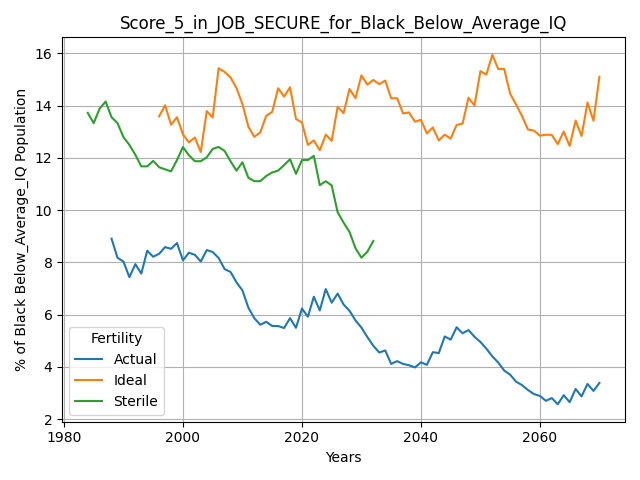 Score_5_in_JOB_SECURE_for_Black_Below_Average_IQ
% of Black Below_Average_IQ Population
16
14
12
10
8
6
4
2
Fertility
Actual
Ideal
Sterile
1980
2000
2020
2040
2060
Years